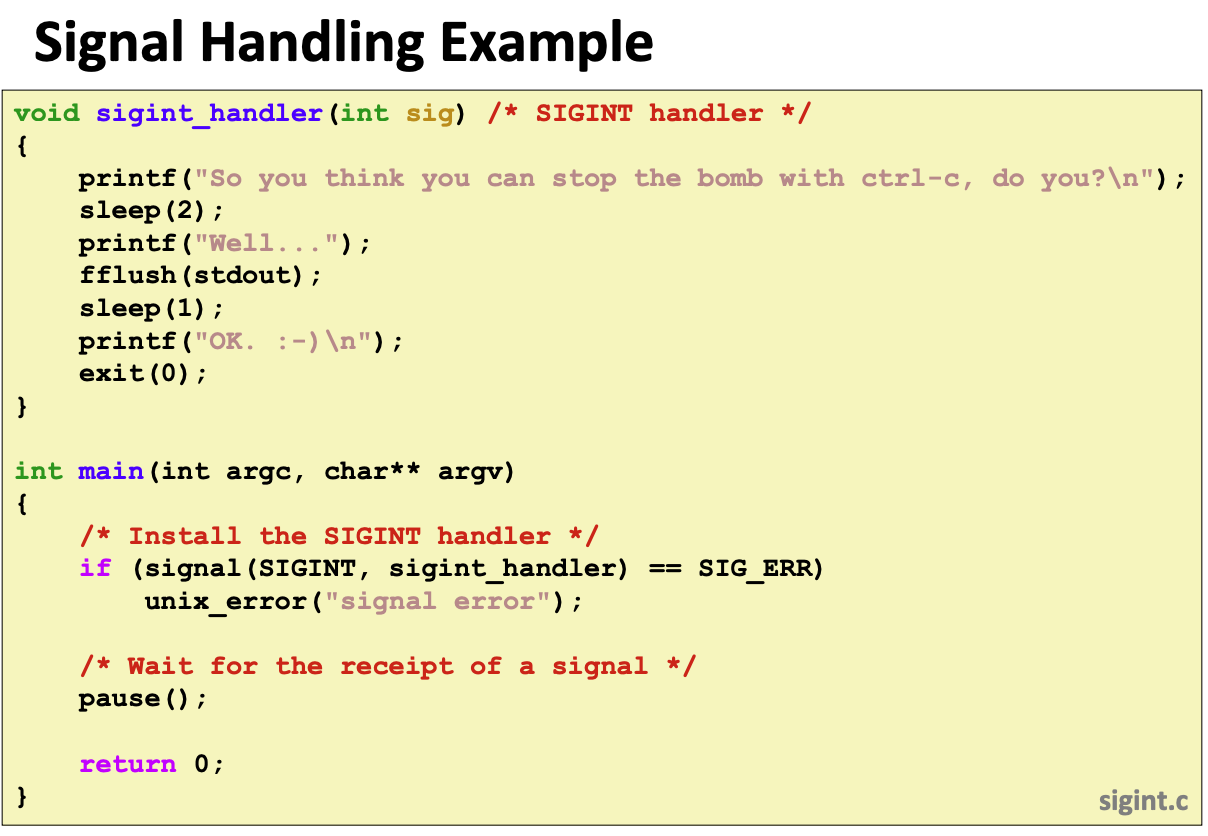 Signal Handling Example
void sigint_handler(int sig) /* SIGINT handler */
{
    printf("So you think you can stop the bomb with ctrl-c, do you?\n");
    sleep(2);
    printf("Well...");
    fflush(stdout);
    sleep(1);
    printf("OK. :-)\n");
    exit(0);
}
int main(int argc, char** argv)
{
    /* Install the SIGINT handler */
    if (signal(SIGINT, sigint_handler) == SIG_ERR)
        unix_error("signal error");
    /* Wait for the receipt of a signal */
    pause();
    return 0;
}
sigint.c